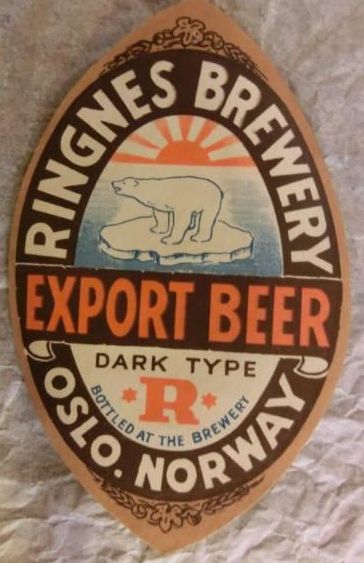 RINGNES BREWERY
EXPORT BEER
DARK TYPE
R
BOTTLED AT THE BREWERY
OSLO. NORWAY